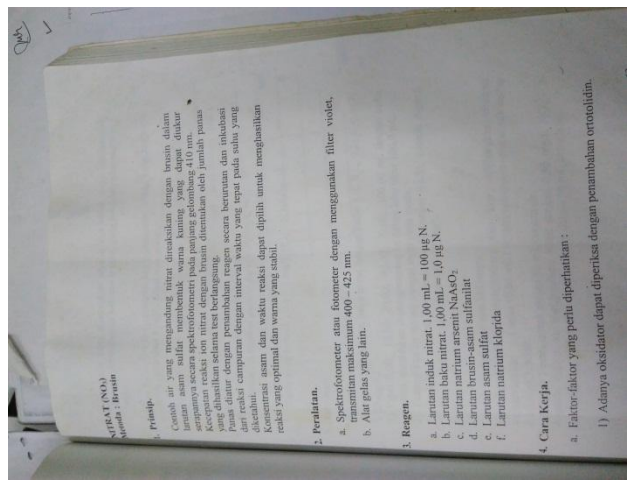 NITRAT (NO₃)
Metoda : Brusin
1. Prinsip.
Contoh air yang mengandung nitrat direaksikan dengan brusin dalam
larutan asam sulfat membentuk warna kuning yang dapat diukur
serapannya secara spektrofotometri pada panjang gelombang 410 nm.
Kecepatan reaksi ion nitrat dengan brusin ditentukan oleh jumlah panas
yang dihasilkan selama test berlangsung.
Panas diatur dengan penambahan reagen secara berurutan dan inkubasi
dari reaksi campuran dengan interval waktu yang tepat pada suhu yang
diketahui.
Konsentrasi asam dan waktu reaksi dapat dipilih untuk menghasilkan
reaksi yang optimal dan warna yang stabil.
2. Peralatan.
a. Spektrofotometer atau fotometer dengan menggunakan filter violet,
transmitan maksimum 400 – 425 nm.
b. Alat gelas yang lain.
3. Reagen.
a. Larutan induk nitrat. 1,00 mL = 100 µg N.
b. Larutan baku nitrat. 1,00 mL = 1,0 µg N.
c. Larutan natrium arsenit NaAsO₂
d. Larutan brusin-asam sulfanilat
e. Larutan asam sulfat
f. Larutan natrium klorida
4. Cara Kerja.
a. Faktor-faktor yang perlu diperhatikan :
1) Adanya oksidator dapat diperiksa dengan penambahan ortotolidin.